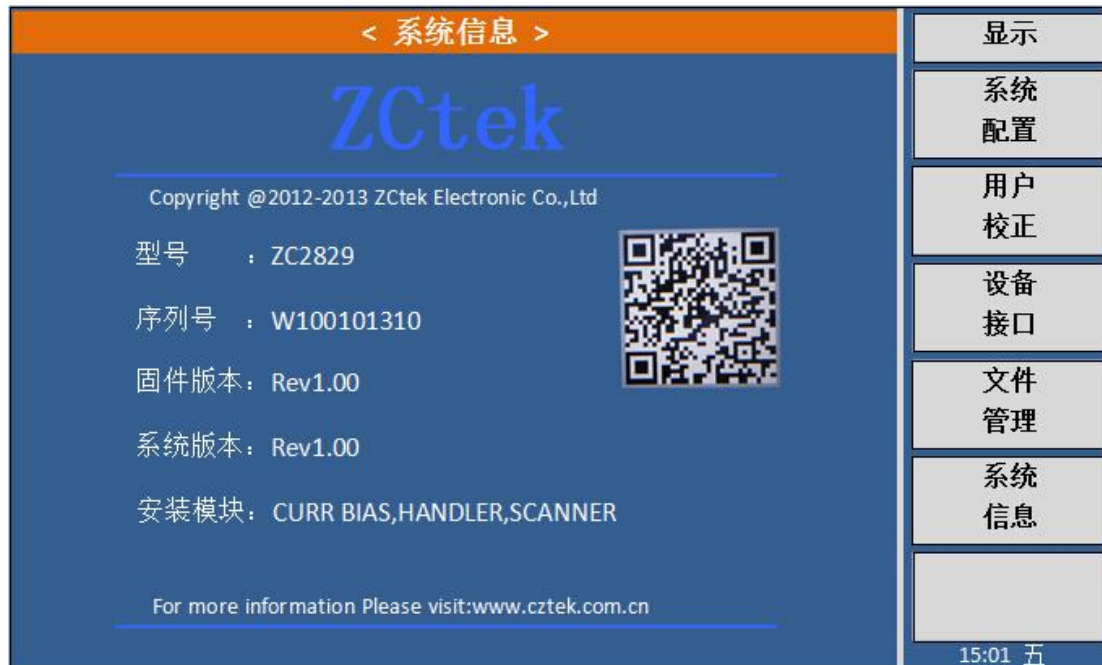 < 系统信息 >
ZCtek
Copyright @2012-2013 ZCtek Electronic Co.,Ltd
型号 : ZC2829
序列号 : W100101310
固件版本: Rev1.00
系统版本: Rev1.00
安装模块: CURR BIAS,HANDLER,SCANNER
For more information Please visit:www.cztek.com.cn
显示
系统
配置
用户
校正
设备
接口
文件
管理
系统
信息
15:01 五